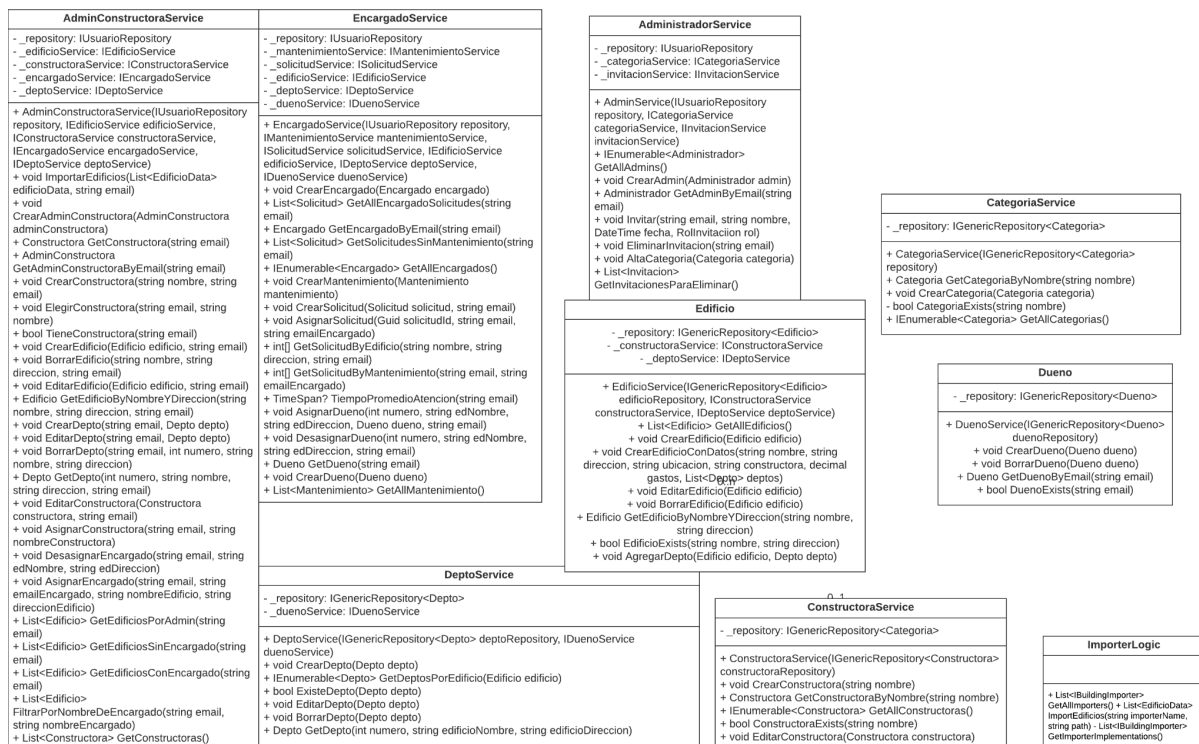 AdminConstructoraService
- _repository: IUsuarioRepository
- _edificioService: IEdificioService
- _constructoraService: IConstructoraService
- _encargadoService: IEncargadoService
- _deptoService: IDeptoService
+ AdminConstructoraService(IUsuarioRepository
repository, IEdificioService edificioService,
IConstructoraService constructoraService,
IEncargadoService encargadoService,
IDeptoService deptoService)
+ void ImportarEdificios(List<EdificioData>
edificioData, string email)
+ void
CrearAdminConstructora(AdminConstructora
adminConstructora)
+ Constructora GetConstructora(string email)
+ AdminConstructora
GetAdminConstructoraByEmail(string email)
+ void CrearConstructora(string nombre, string
email)
+ void ElegirConstructora(string email, string
nombre)
+ bool TieneConstructora(string email)
+ void CrearEdificio(Edificio edificio, string email)
+ void BorrarEdificio(string nombre, string
direccion, string email)
+ void EditarEdificio(Edificio edificio, string email)
+ Edificio GetEdificioByNombreYDireccion(string
nombre, string direccion, string email)
+ void CrearDepto(string email, Depto depto)
+ void EditarDepto(string email, Depto depto)
+ void BorrarDepto(string email, int numero, string
nombre, string direccion)
+ Depto GetDepto(int numero, string nombre,
string direccion, string email)
+ void EditarConstructora(Constructora
constructora, string email)
+ void AsignarConstructora(string email, string
nombreConstructora)
+ void DesasignarEncargado(string email, string
edNombre, string edDireccion)
+ void AsignarEncargado(string email, string
emailEncargado, string nombreEdificio, string
direccionEdificio)
+ List<Edificio> GetEdificiosPorAdmin(string
email)
+ List<Edificio> GetEdificiosSinEncargado(string
email)
+ List<Edificio> GetEdificiosConEncargado(string
email)
+ List<Edificio>
FiltrarPorNombreDeEncargado(string email,
string nombreEncargado)
+ List<Constructora> GetConstructoras()
EncargadoService
- _repository: IUsuarioRepository
- _mantenimientoService: IMantenimientoService
- _solicitudService: ISolicitudService
- _edificioService: IEdificioService
- _deptoService: IDeptoService
- _duenoService: IDuenoService
+ EncargadoService(IUsuarioRepository repository,
IMantenimientoService mantenimientoService,
ISolicitudService solicitudService, IEdificioService
edificioService, IDeptoService deptoService,
IDuenoService duenoService)
+ void CrearEncargado(Encargado encargado)
+ List<Solicitud> GetAllEncargadoSolicitudes(string
email)
+ Encargado GetEncargadoByEmail(string email)
+ List<Solicitud> GetSolicitudesSinMantenimiento(string
email)
+ IEnumerable<Encargado> GetAllEncargados()
+ void CrearMantenimiento(Mantenimiento
mantenimiento)
+ void CrearSolicitud(Solicitud solicitud, string email)
+ void AsignarSolicitud(Guid solicitudId, string email,
string emailEncargado)
+ int[] GetSolicitudByEdificio(string nombre, string
direccion, string email)
+ int[] GetSolicitudByMantenimiento(string email, string
emailEncargado)
+ TimeSpan? TiempoPromedioAtencion(string email)
+ void AsignarDueno(int numero, string edNombre,
string edDireccion, Dueno dueno, string email)
+ void DesasignarDueno(int numero, string edNombre,
string edDireccion, string email)
+ Dueno GetDueno(string email)
+ void CrearDueno(Dueno dueno)
+ List<Mantenimiento> GetAllMantenimiento()
AdministradorService
- _repository: IUsuarioRepository
- _categoriaService: ICategoriaService
- _invitacionService: IInvitacionService
+ AdminService(IUsuarioRepository
repository, ICategoriaService
categoriaService, IInvitacionService
invitacionService)
+ IEnumerable<Administrador>
GetAllAdmins()
+ void CrearAdmin(Administrador admin)
+ Administrador GetAdminByEmail(string
email)
+ void Invitar(string email, string nombre,
DateTime fecha, RolInvitaciion rol)
+ void EliminarInvitacion(string email)
+ void AltaCategoria(Categoria categoria)
+ List<Invitacion>
GetInvitacionesParaEliminar()
Edificio
- _repository: IGenericRepository<Edificio>
- _constructoraService: IConstructoraService
- _deptoService: IDeptoService
+ EdificioService(IGenericRepository<Edificio>
edificioRepository, IConstructoraService
constructoraService, IDeptoService deptoService)
+ List<Edificio> GetAllEdificios()
+ void CrearEdificio(Edificio edificio)
+ void CrearEdificioConDatos(string nombre, string
direccion, string ubicacion, string constructora, decimal
gastos, List<Depto> deptos)
0..n
+ void EditarEdificio(Edificio edificio)
+ void BorrarEdificio(Edificio edificio)
+ Edificio GetEdificioByNombreYDireccion(string nombre,
string direccion)
+ bool EdificioExists(string nombre, string direccion)
+ void AgregarDepto(Edificio edificio, Depto depto)
CategoriaService
- _repository: IGenericRepository<Categoria>
+ CategoriaService(IGenericRepository<Categoria>
repository)
+ Categoria GetCategoriaByNombre(string nombre)
+ void CrearCategoria(Categoria categoria)
- bool CategoriaExists(string nombre)
+ IEnumerable<Categoria> GetAllCategorias()
Dueno
- _repository: IGenericRepository<Dueno>
+ DuenoService(IGenericRepository<Dueno>
duenoRepository)
+ void CrearDueno(Dueno dueno)
+ void BorrarDueno(Dueno dueno)
+ Dueno GetDuenoByEmail(string email)
+ bool DuenoExists(string email)
DeptoService
- _repository: IGenericRepository<Depto>
- _duenoService: IDuenoService
+ DeptoService(IGenericRepository<Depto> deptoRepository, IDuenoService
duenoService)
+ void CrearDepto(Depto depto)
+ IEnumerable<Depto> GetDeptosPorEdificio(Edificio edificio)
+ bool ExisteDepto(Depto depto)
+ void EditarDepto(Depto depto)
+ void BorrarDepto(Depto depto)
+ Depto GetDepto(int numero, string edificioNombre, string edificioDireccion)
0..1
ConstructoraService
- _repository: IGenericRepository<Categoria>
+ ConstructoraService(IGenericRepository<Constructora>
constructoraRepository)
+ void CrearConstructora(string nombre)
+ Constructora GetConstructoraByNombre(string nombre)
+ IEnumerable<Constructora> GetAllConstructoras()
+ bool ConstructoraExists(string nombre)
+ void EditarConstructora(Constructora constructora)
ImporterLogic
+ List<IBuildingImporter>
GetAllImporters() + List<EdificioData>
ImportEdificios(string importerName,
string path) - List<IBuildingImporter>
GetImporterImplementations()